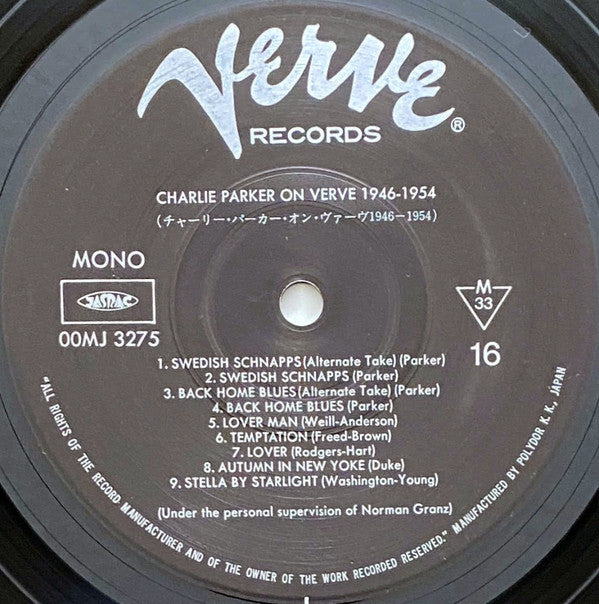 Verve®
RECORDS
CHARLIE PARKER ON VERVE 1946-1954
(チャーリー・パーカー・オン・ヴァーヴ1946-1954)
MONO
JASRAC
00MJ 3275
M
33
16
1. SWEDISH SCHNAPPS(Alternate Take)(Parker)
2. SWEDISH SCHNAPPS (Parker)
3. BACK HOME BLUES(Alternate Take)(Parker)
4. BACK HOME BLUES (Parker)
5. LOVER MAN (Weill-Anderson)
6. TEMPTATION (Freed-Brown)
7. LOVER (Rodgers-Hart)
8. AUTUMN IN NEW YOKE (Duke)
9. STELLA BY STARLIGHT (Washington-Young)
(Under the personal supervision of Norman Granz)
"ALL RIGHTS OF THE RECORD MANUFACTURER AND OF THE OWNER OF THE WORK RECORDED RESERVED." MANUFACTURED BY POLYDOR K. K., JAPAN